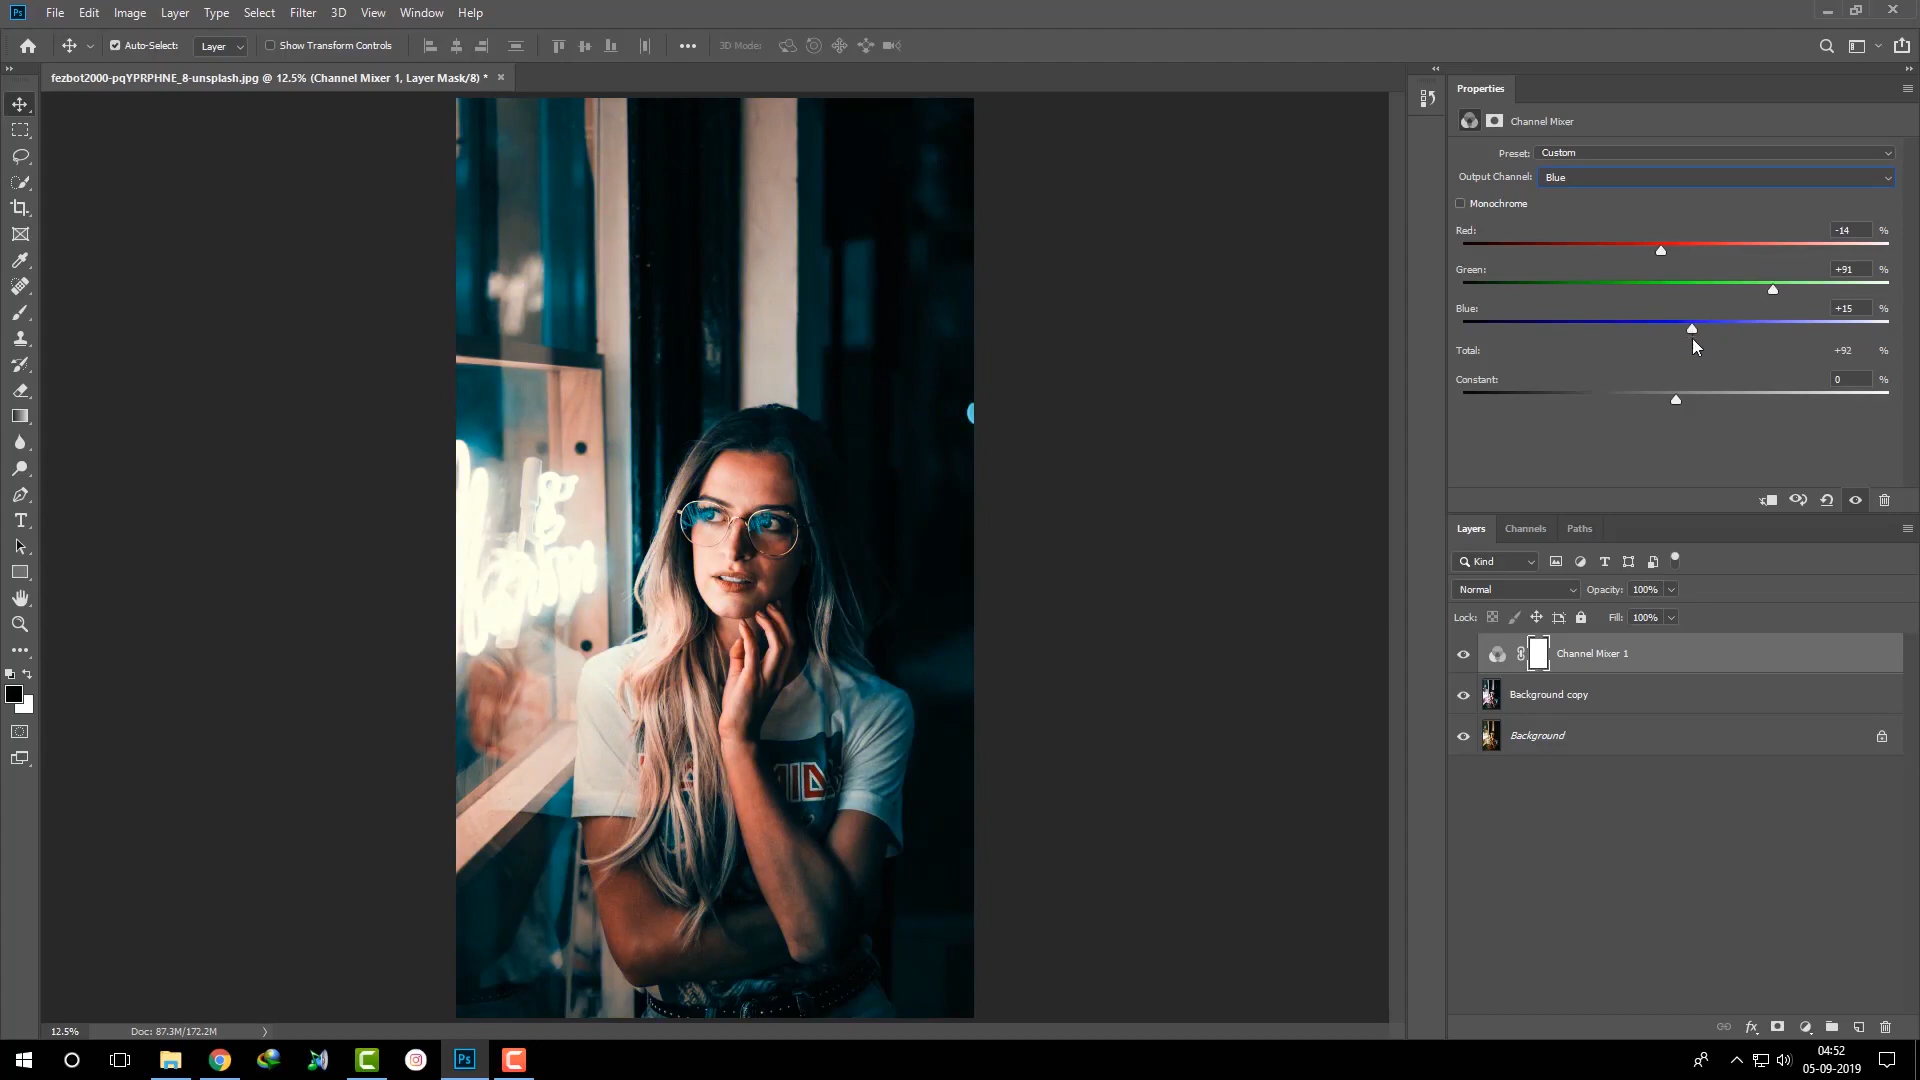 Ps File Edit Image Layer Type Select Filter 3D View Window Help
Auto-Select: Layer Show Transform Controls 3D Mode:
fezbot2000-pqYPRPHNE_8-unsplash.jpg @ 12.5% (Channel Mixer 1, Layer Mask/8) *
Properties
Channel Mixer
Preset: Custom
Output Channel: Blue
Monochrome
Red: -14 %
Green: +91 %
Blue: +15 %
Total: +92 %
Constant: 0 %
Layers Channels Paths
Kind
Normal Opacity: 100%
Lock: Fill: 100%
Channel Mixer 1
Background copy
Background
12.5% Doc: 87.3M/172.2M
Ps
04:52
05-09-2019